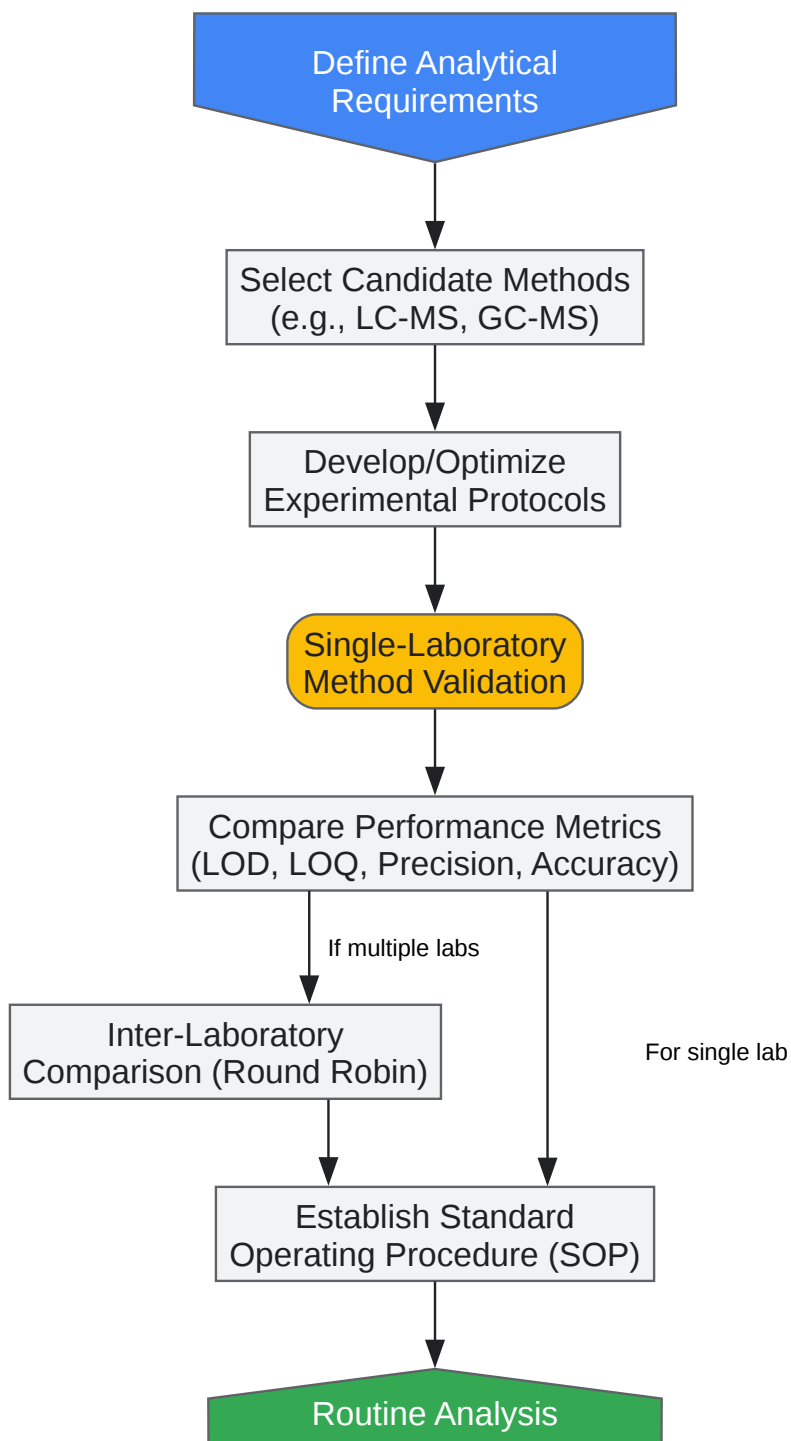 Define Analytical
Requirements
Select Candidate Methods
(e.g., LC-MS, GC-MS)
Develop/Optimize
Experimental Protocols
Single-Laboratory
Method Validation
Compare Performance Metrics
(LOD, LOQ, Precision, Accuracy)
If multiple labs
Inter-Laboratory
Comparison (Round Robin)
For single lab
Establish Standard
Operating Procedure (SOP)
Routine Analysis